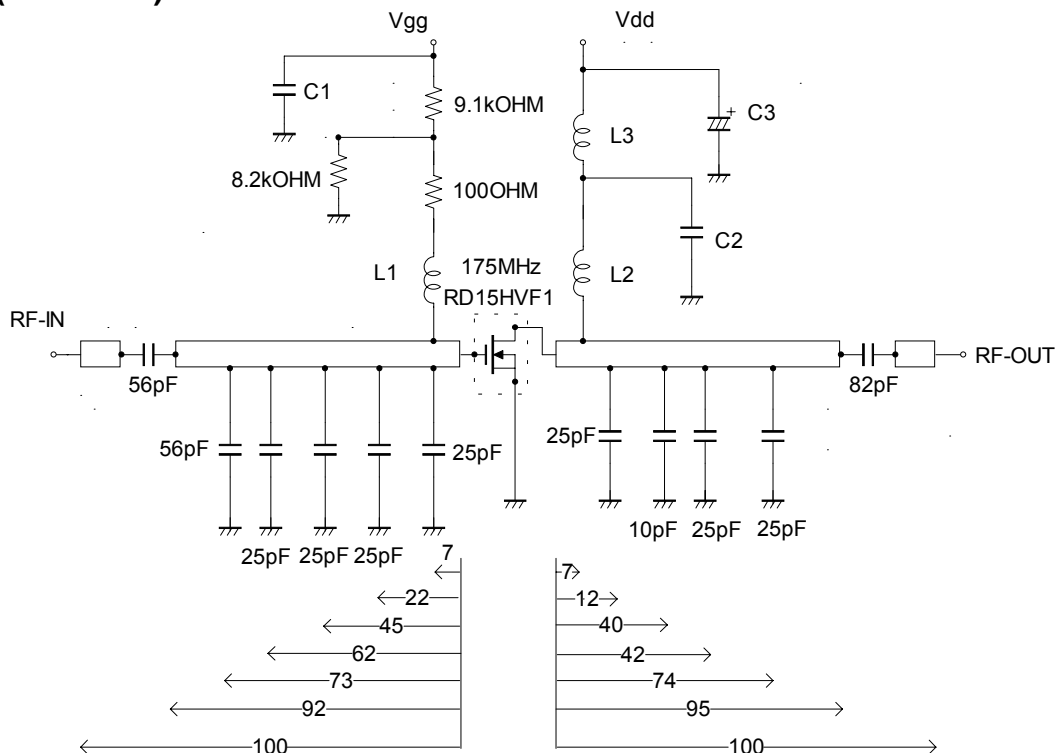 Vgg
Vdd
C1
9.1kOHM
L3
+ C3
8.2kOHM
100OHM
C2
L1
175MHz
L2
RD15HVF1
RF-IN
RF-OUT
56pF
82pF
56pF
25pF
25pF
25pF 25pF 25pF
10pF 25pF 25pF
7
7
22
12
45
40
62
42
73
74
92
95
100
100